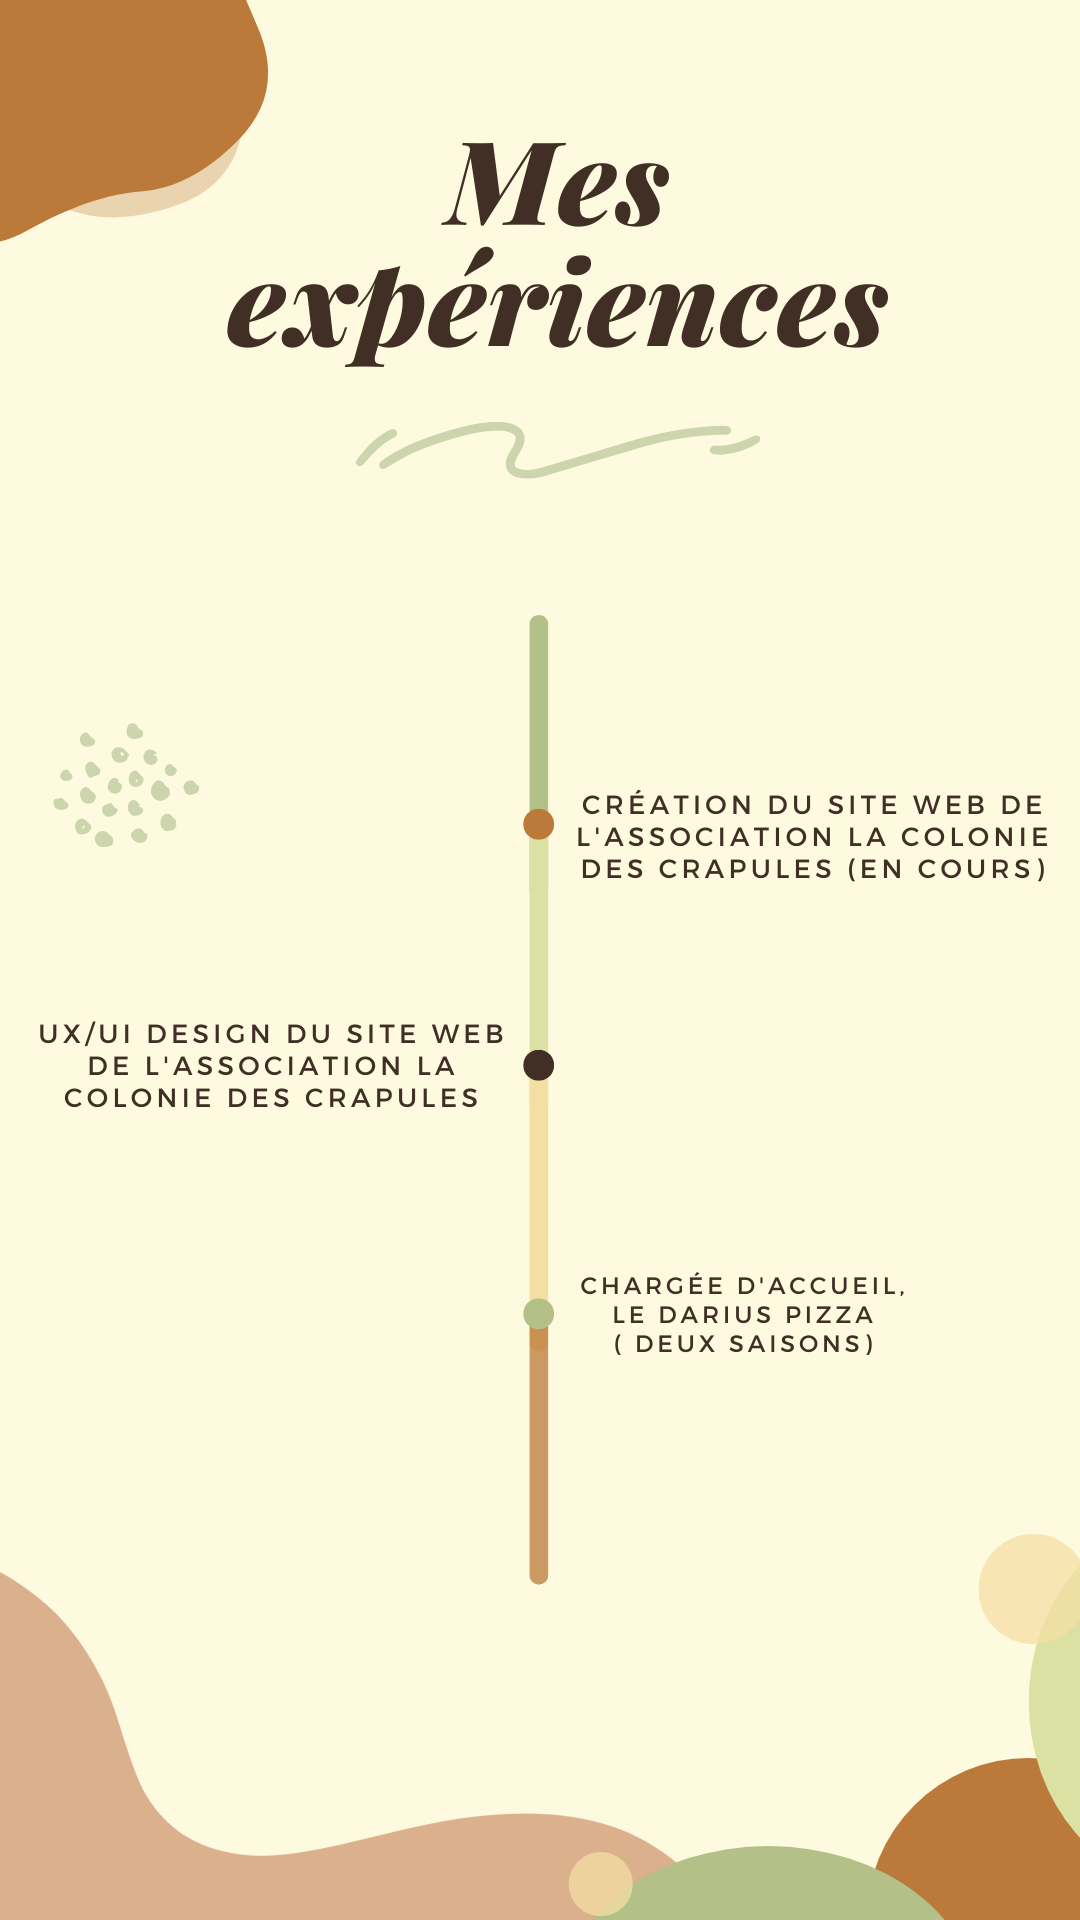 Mes
expériences
CRÉATION DU SITE WEB DE
L'ASSOCIATION LA COLONIE
DES CRAPULES (EN COURS)
UX/UI DESIGN DU SITE WEB
DE L'ASSOCIATION LA
COLONIE DES CRAPULES
CHARGÉE D'ACCUEIL,
LE DARIUS PIZZA
( DEUX SAISONS)